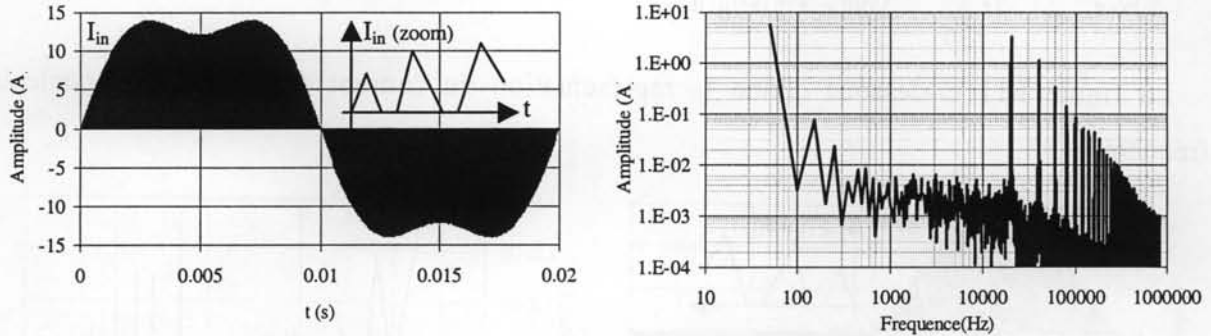 15
10
5
0
-5
-10
-15
Amplitude (A
I_in
I_in (zoom)
t
0
0.005
0.01
0.015
0.02
t (s)
1.E+01
1.E+00
1.E-01
1.E-02
1.E-03
1.E-04
Amplitude (A
10
100
1000
10000
100000
1000000
Frequence(Hz)